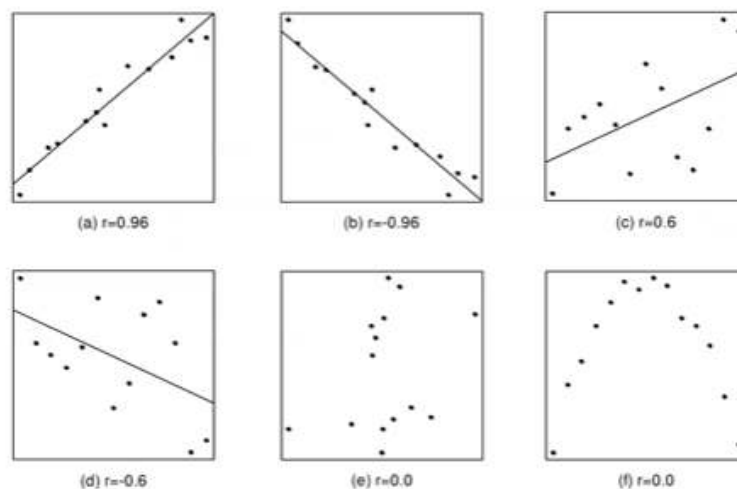 (a) r=0.96
(b) r=-0.96
(c) r=0.6
(d) r=-0.6
(e) r=0.0
(f) r=0.0